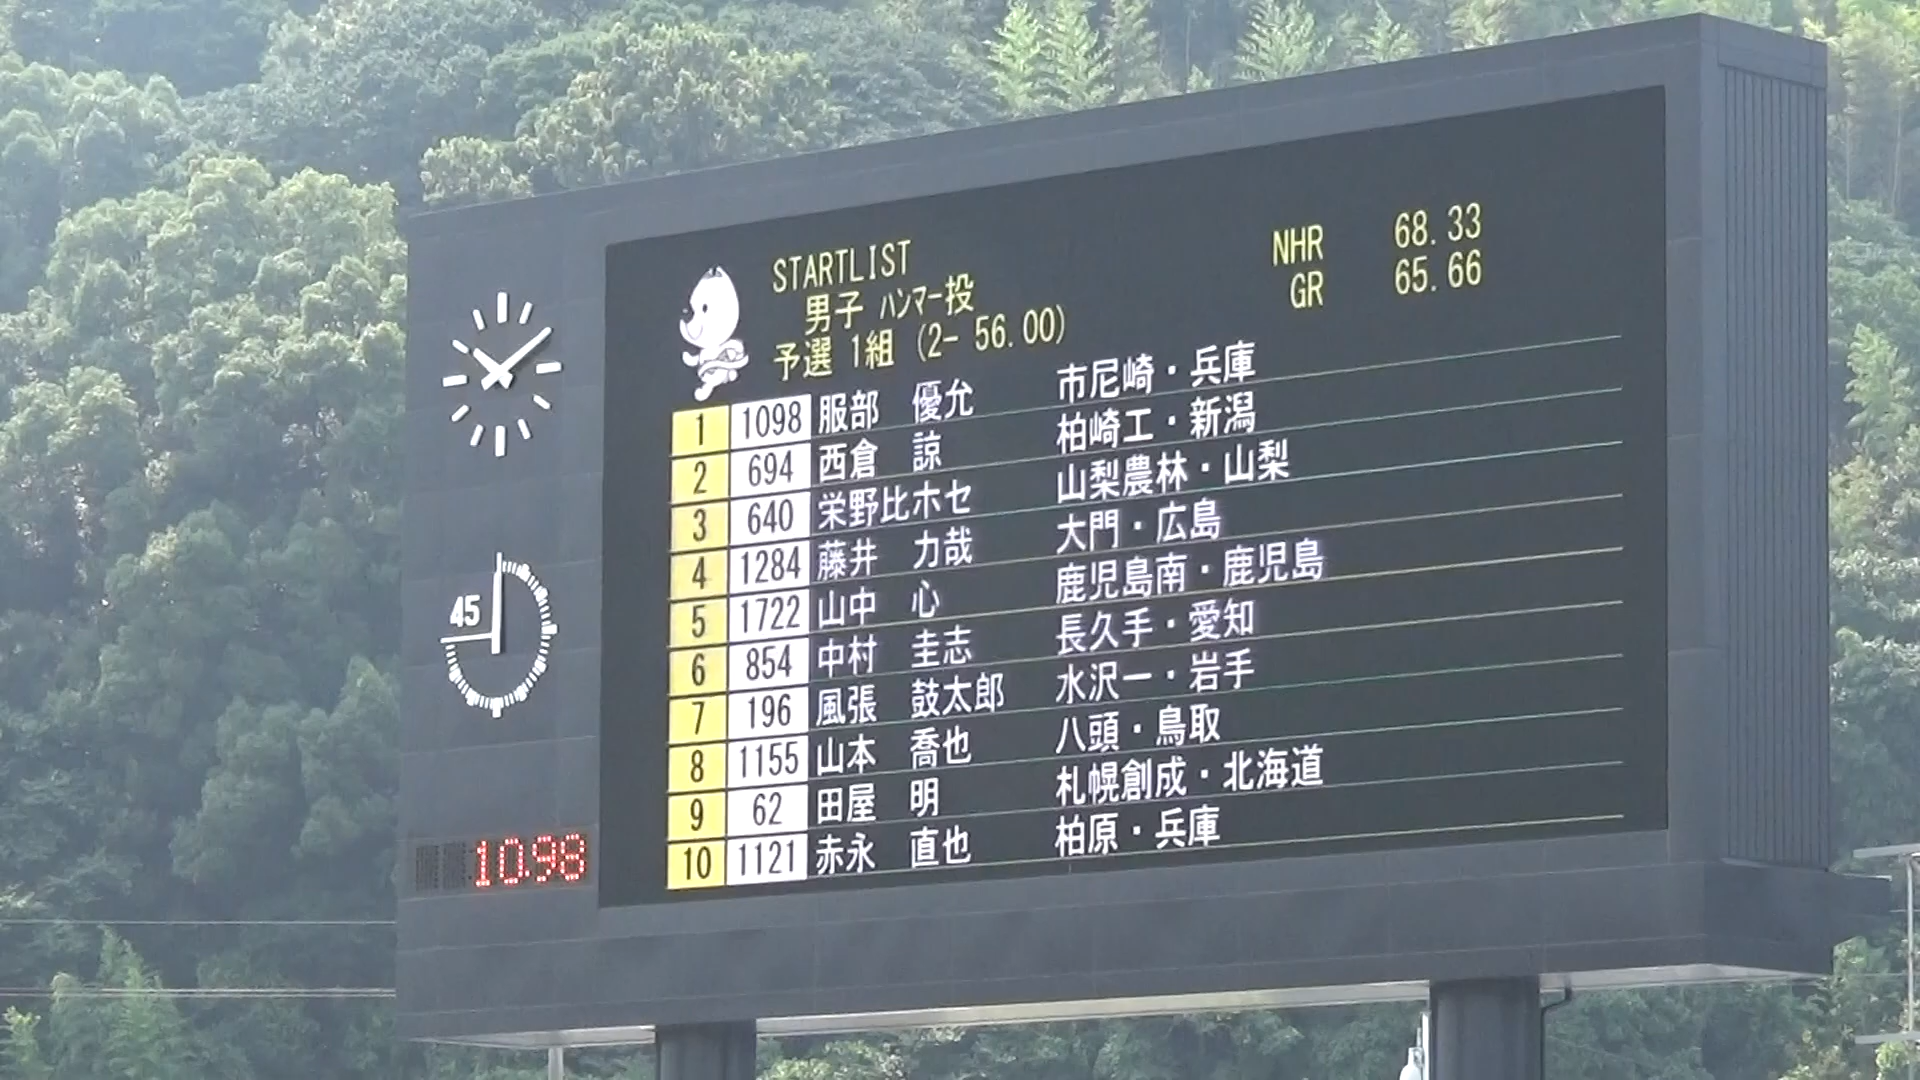 STARTLIST
男子 ハンマー投
予選 1組 (2- 56.00)
NHR 68.33
GR 65.66
1 1098 服部 優允 市尼崎・兵庫
2 694 西倉 諒 柏崎工・新潟
3 640 栄野比ホセ 山梨農林・山梨
4 1284 藤井 力哉 大門・広島
5 1722 山中 心 鹿児島南・鹿児島
6 854 中村 圭志 長久手・愛知
7 196 風張 鼓太郎 水沢一・岩手
8 1155 山本 喬也 八頭・鳥取
9 62 田屋 明 札幌創成・北海道
10 1121 赤永 直也 柏原・兵庫
45
10.98